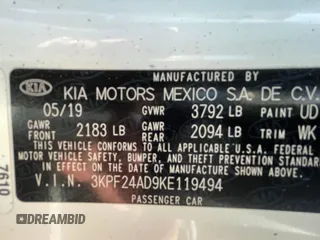 MANUFACTURED BY
KIA KIA MOTORS MEXICO S.A. DE C.V.
05/19 GVWR 3792 LB PAINT UD
GAWR FRONT 2183 LB GAWR REAR 2094 LB TRIM WK
THIS VEHICLE CONFORMS TO ALL APPLICABLE U.S.A. FEDERAL
MOTOR VEHICLE SAFETY, BUMPER, AND THEFT PREVENTION
STANDARDS IN EFFECT ON THE DATE OF MANUFACTURE
V.I.N. 3KPF24AD9KE119494
PASSENGER CAR
7610
DREAMBID